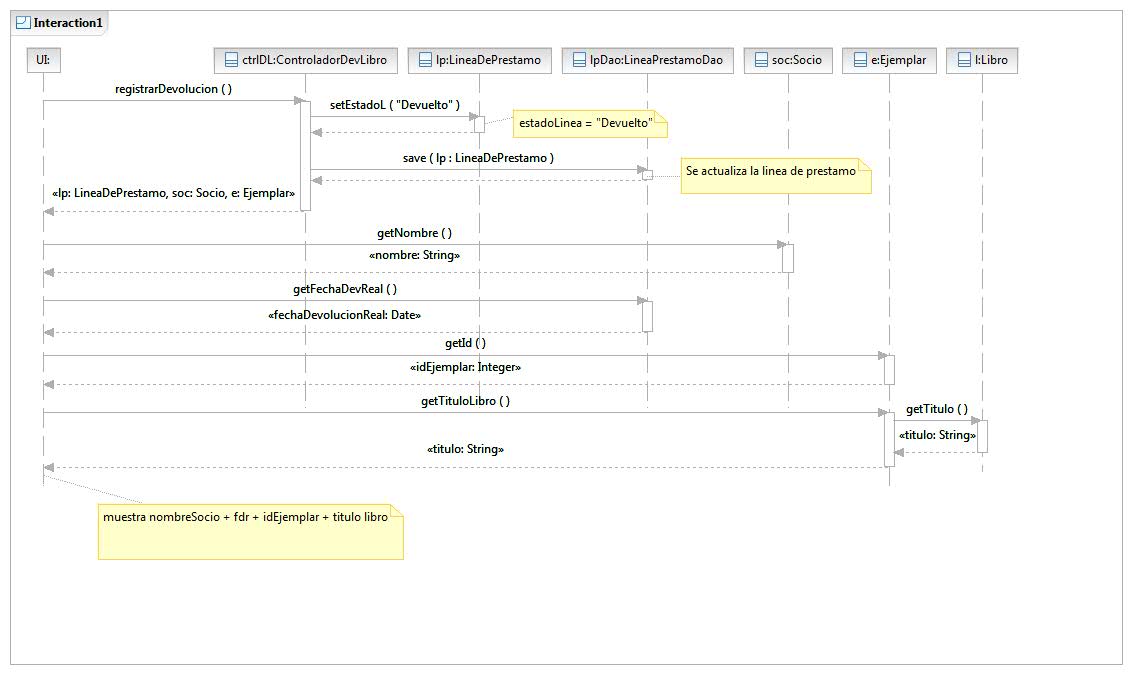 Interaction1
UI:
ctrlDL:ControladorDevLibro
lp:LineaDePrestamo
lpDao:LineaPrestamoDao
soc:Socio
e:Ejemplar
l:Libro
registrarDevolucion ( )
setEstadoL ( "Devuelto" )
estadoLinea = "Devuelto"
save ( lp : LineaDePrestamo )
Se actualiza la linea de prestamo
«lp: LineaDePrestamo, soc: Socio, e: Ejemplar»
getNombre ( )
«nombre: String»
getFechaDevReal ( )
«fechaDevolucionReal: Date»
getId ( )
«idEjemplar: Integer»
getTituloLibro ( )
getTitulo ( )
«titulo: String»
«titulo: String»
muestra nombreSocio + fdr + idEjemplar + titulo libro